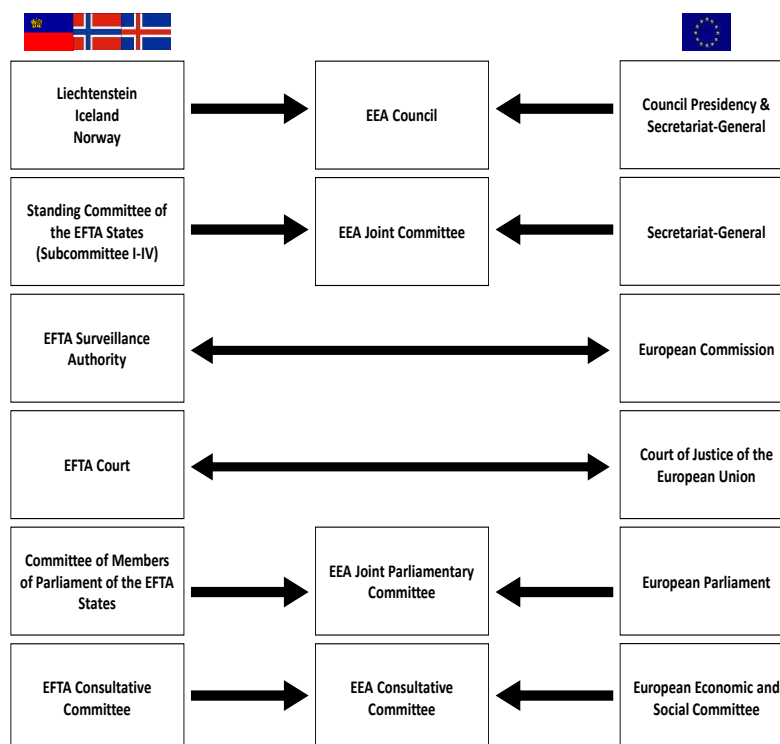 Liechtenstein
Iceland
Norway
EEA Council
Council Presidency &
Secretariat-General
Standing Committee of
the EFTA States
(Subcommittee I-IV)
EEA Joint Committee
Secretariat-General
EFTA Surveillance
Authority
European Commission
EFTA Court
Court of Justice of the
European Union
Committee of Members
of Parliament of the EFTA
States
EEA Joint Parliamentary
Committee
European Parliament
EFTA Consultative
Committee
EEA Consultative
Committee
European Economic and
Social Committee